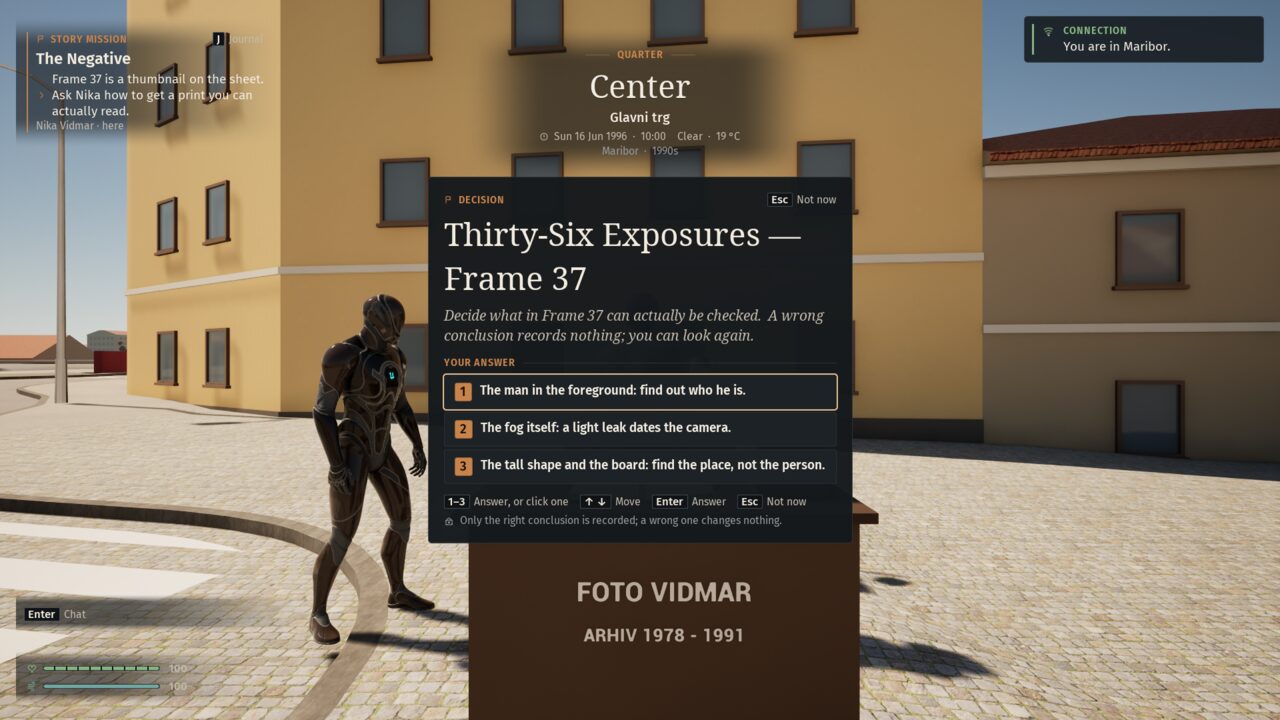 STORY MISSION
J Journal
The Negative
Frame 37 is a thumbnail on the sheet.
› Ask Nika how to get a print you can
actually read.
Nika Vidmar · here
QUARTER
Center
Glavni trg
Sun 16 Jun 1996 · 10:00 Clear · 19 °C
Maribor · 1990s
CONNECTION
You are in Maribor.
DECISION
Esc Not now
Thirty-Six Exposures —
Frame 37
Decide what in Frame 37 can actually be checked. A wrong
conclusion records nothing; you can look again.
YOUR ANSWER
1 The man in the foreground: find out who he is.
2 The fog itself: a light leak dates the camera.
3 The tall shape and the board: find the place, not the person.
1–3 Answer, or click one ↑ ↓ Move Enter Answer Esc Not now
Only the right conclusion is recorded; a wrong one changes nothing.
FOTO VIDMAR
ARHIV 1978 - 1991
Enter Chat
100
100